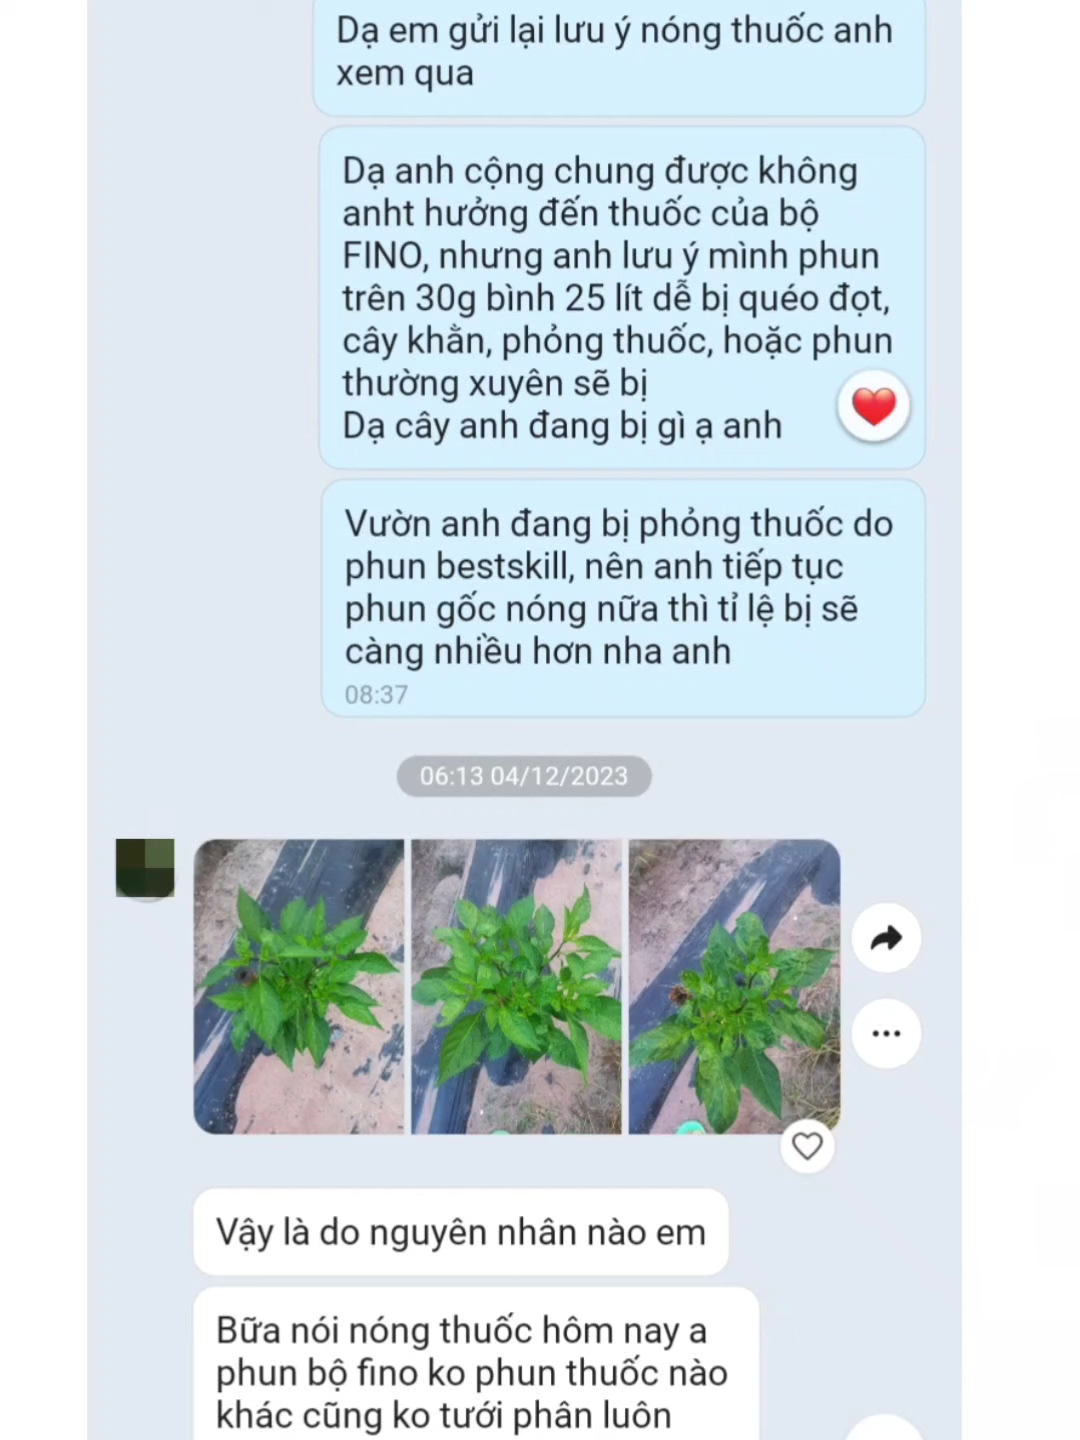 Dạ em gửi lại lưu ý nóng thuốc anh
xem qua
Dạ anh cộng chung được không
anht hưởng đến thuốc của bộ
FINO, nhưng anh lưu ý mình phun
trên 30g bình 25 lít dễ bị quéo đọt,
cây khằn, phỏng thuốc, hoặc phun
thường xuyên sẽ bị
Dạ cây anh đang bị gì ạ anh
Vườn anh đang bị phỏng thuốc do
phun bestskill, nên anh tiếp tục
phun gốc nóng nữa thì tỉ lệ bị sẽ
càng nhiều hơn nha anh
08:37
06:13 04/12/2023
Vậy là do nguyên nhân nào em
Bữa nói nóng thuốc hôm nay a
phun bộ fino ko phun thuốc nào
khác cũng ko tưới phân luôn